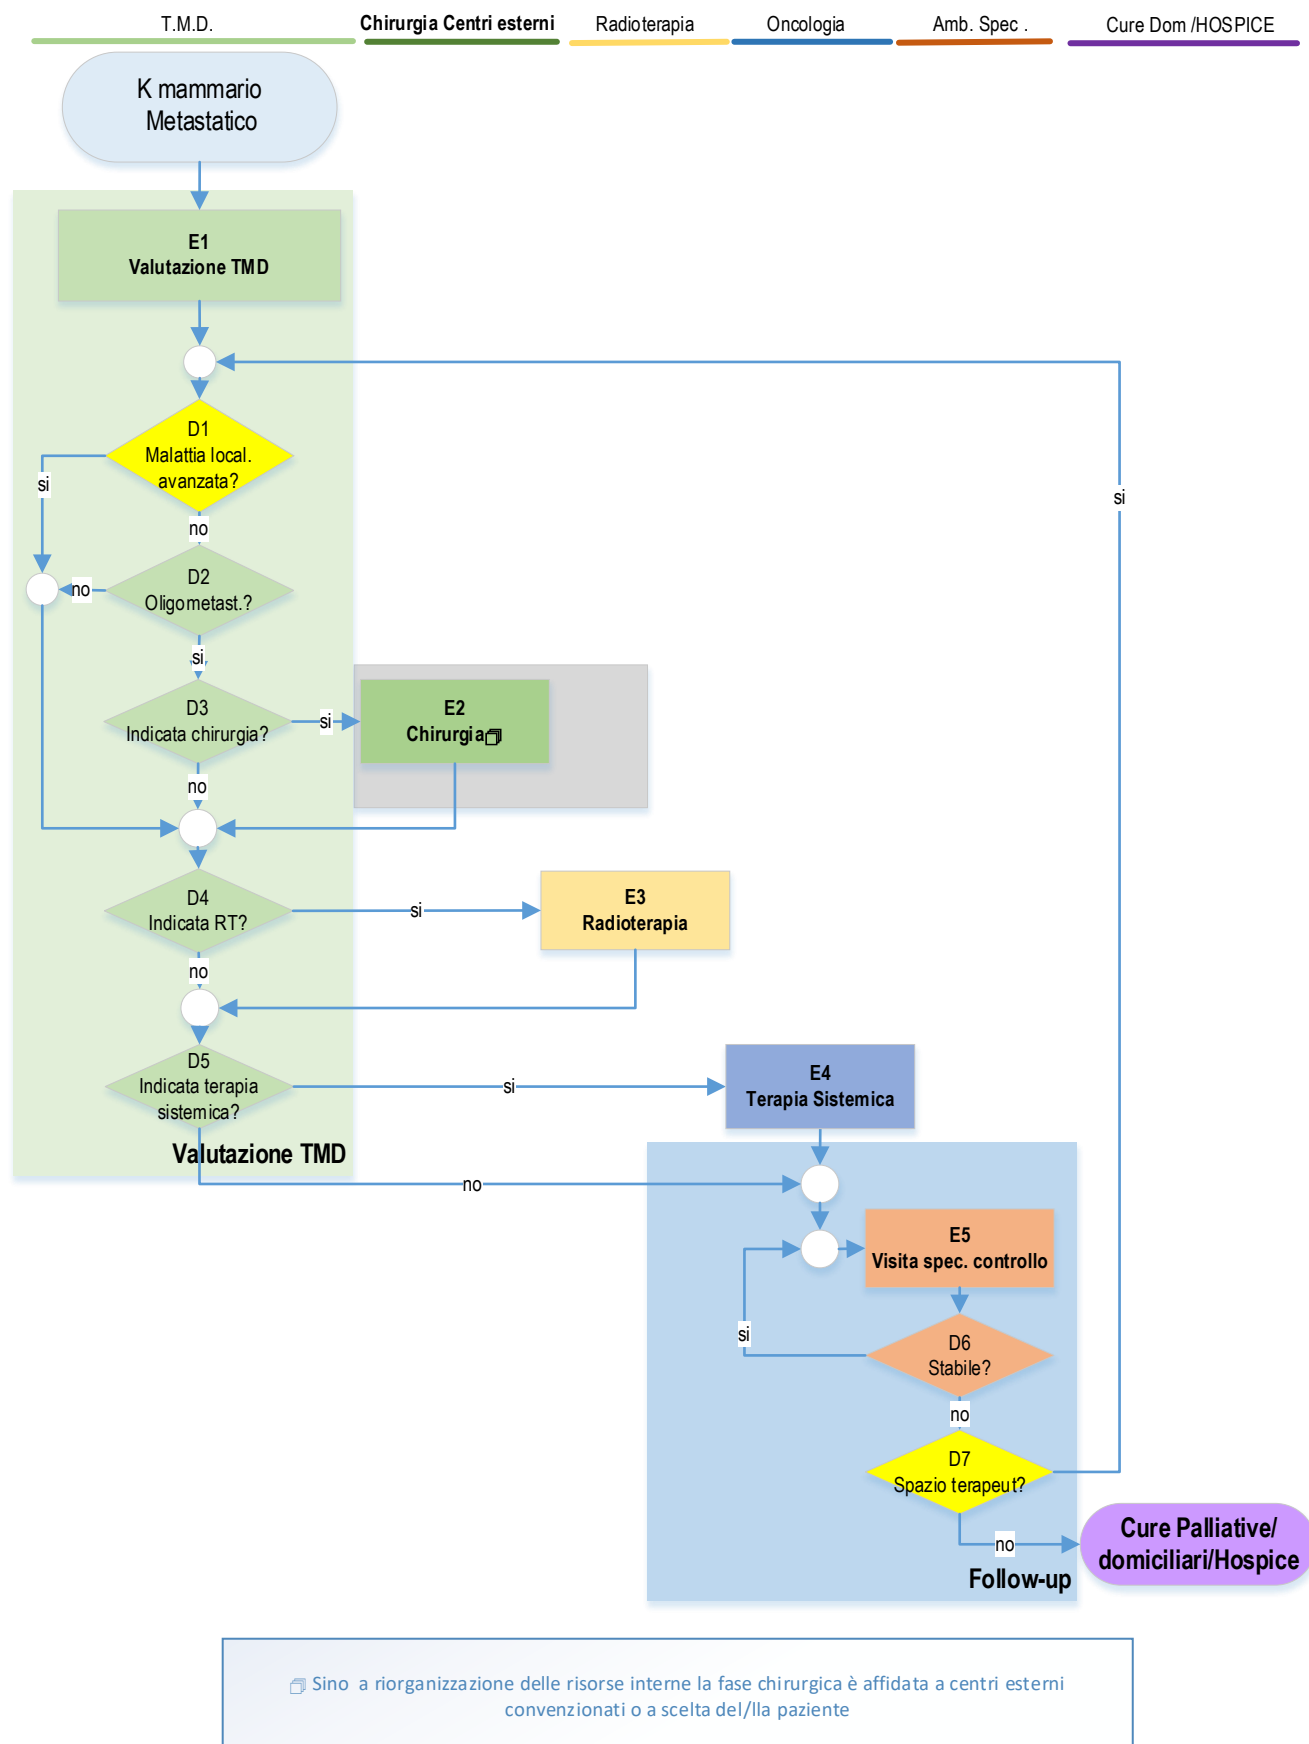 T.M.D.
Chirurgia Centri esterni
Radioterapia
Oncologia
Amb. Spec .
Cure Dom /HOSPICE
K mammario
Metastatico
E1
Valutazione TMD
D1
Malattia local.
avanzata?
si
no
si
D2
Oligometast.?
no
si
D3
Indicata chirurgia?
si
E2
Chirurgia
no
D4
Indicata RT?
si
E3
Radioterapia
no
D5
Indicata terapia
sistemica?
si
E4
Terapia Sistemica
Valutazione TMD
no
E5
Visita spec. controllo
si
D6
Stabile?
no
D7
Spazio terapeut?
no
Cure Palliative/
domiciliari/Hospice
Follow-up
Sino a riorganizzazione delle risorse interne la fase chirurgica è affidata a centri esterni
convenzionati o a scelta del/lla paziente